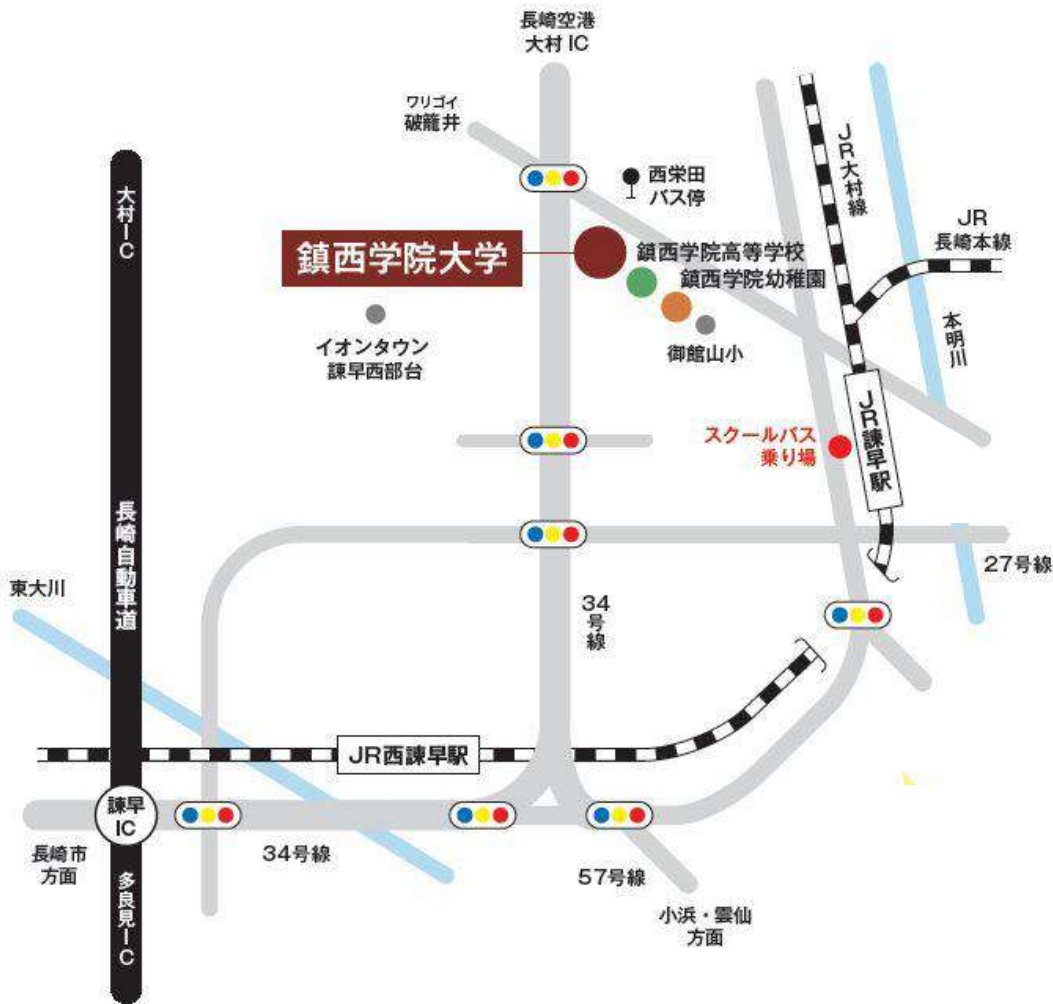 長崎空港
大村 IC
ワリゴイ
破籠井
西栄田
バス停
大村IC
JR大村線
JR
長崎本線
鎮西学院大学
鎮西学院高等学校
鎮西学院幼稚園
イオンタウン
諫早西部台
御館山小
本明川
スクールバス
乗り場
JR諫早駅
長崎自動車道
東大川
27号線
34号線
JR西諫早駅
諫早
IC
長崎市
方面
34号線
57号線
小浜・雲仙
方面
多良見IC